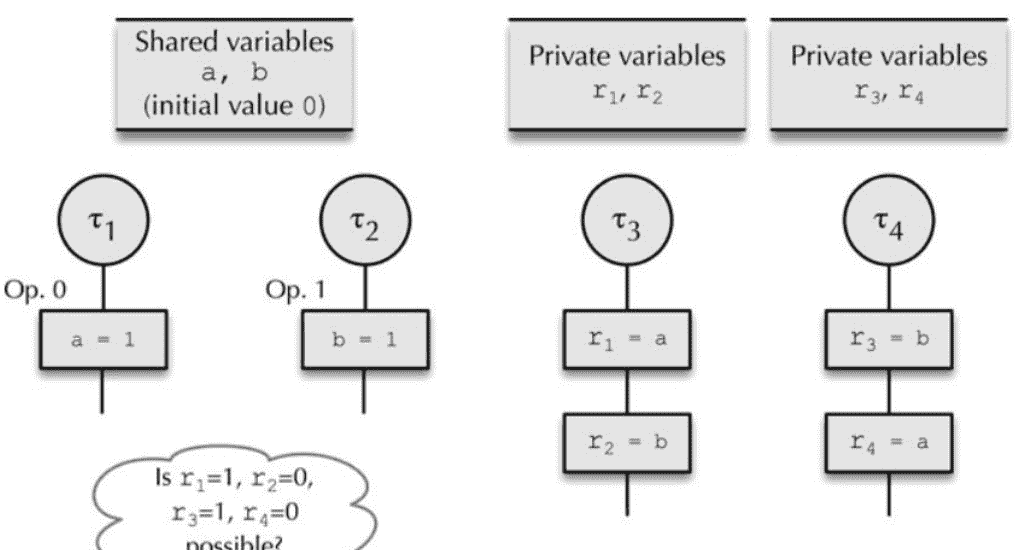 Shared variables
a, b
(initial value 0)
Private variables
r₁, r₂
Private variables
r₃, r₄
τ₁
τ₂
τ₃
τ₄
Op. 0
Op. 1
a = 1
b = 1
r₁ = a
r₃ = b
r₂ = b
r₄ = a
Is r₁=1, r₂=0,
r₃=1, r₄=0
possible?